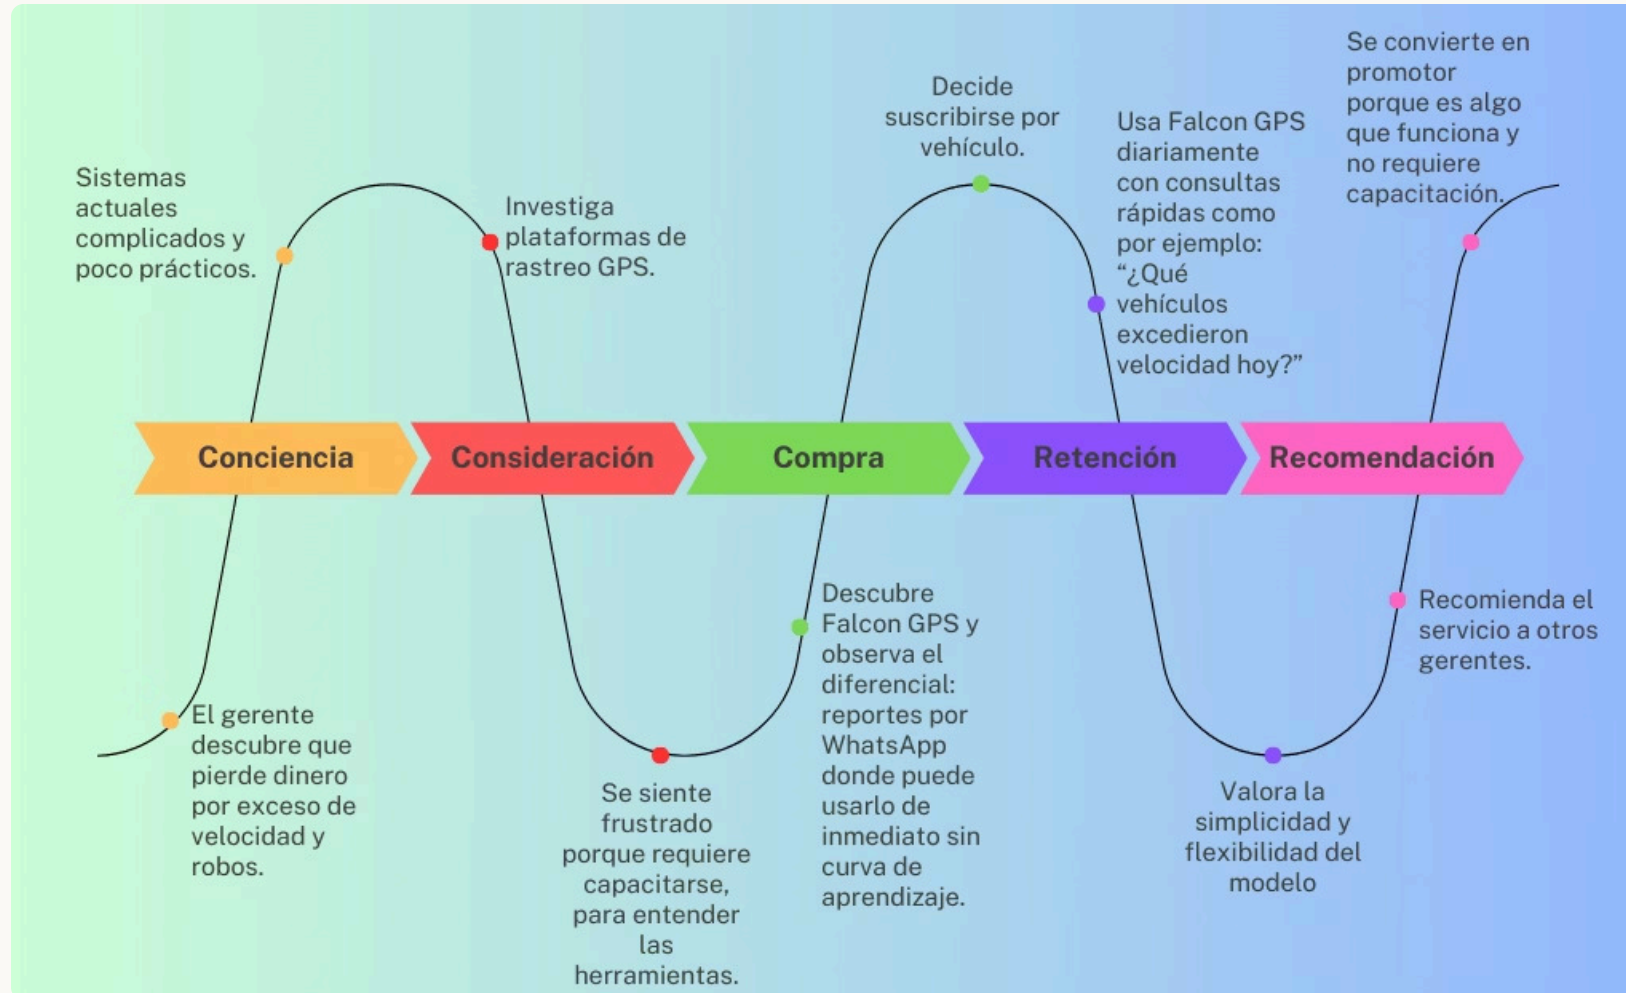 Sistemas
actuales
complicados y
poco prácticos.
El gerente
descubre que
pierde dinero
por exceso de
velocidad y
robos.
Investiga
plataformas de
rastreo GPS.
Se siente
frustrado
porque requiere
capacitarse,
para entender
las
herramientas.
Descubre
Falcon GPS y
observa el
diferencial:
reportes por
WhatsApp
donde puede
usarlo de
inmediato sin
curva de
aprendizaje.
Decide
suscribirse por
vehículo.
Usa Falcon GPS
diariamente
con consultas
rápidas como
por ejemplo:
“¿Qué
vehículos
excedieron
velocidad hoy?”
Valora la
simplicidad y
flexibilidad del
modelo
Recomienda el
servicio a otros
gerentes.
Se convierte en
promotor
porque es algo
que funciona y
no requiere
capacitación.
Conciencia
Consideración
Compra
Retención
Recomendación